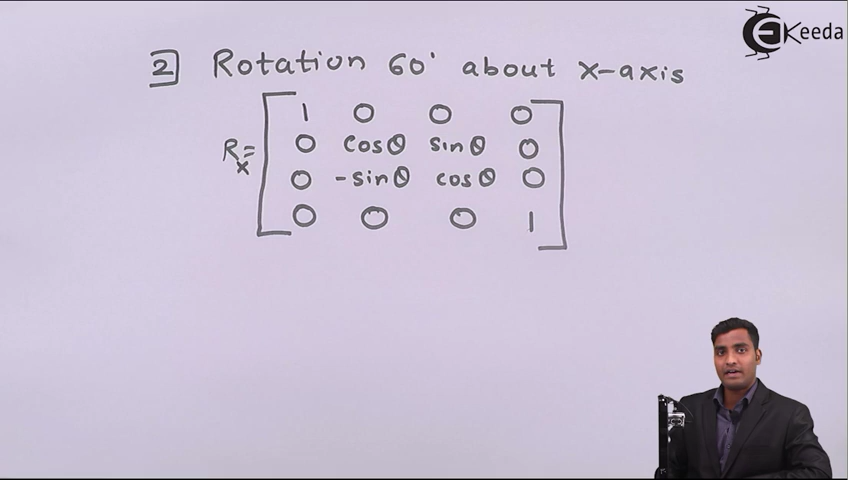 EKeeda
2 Rotation 60° about x-axis
1 0 0 0
Rx= 0 cosθ sinθ 0
0 -sinθ cosθ 0
0 0 0 1